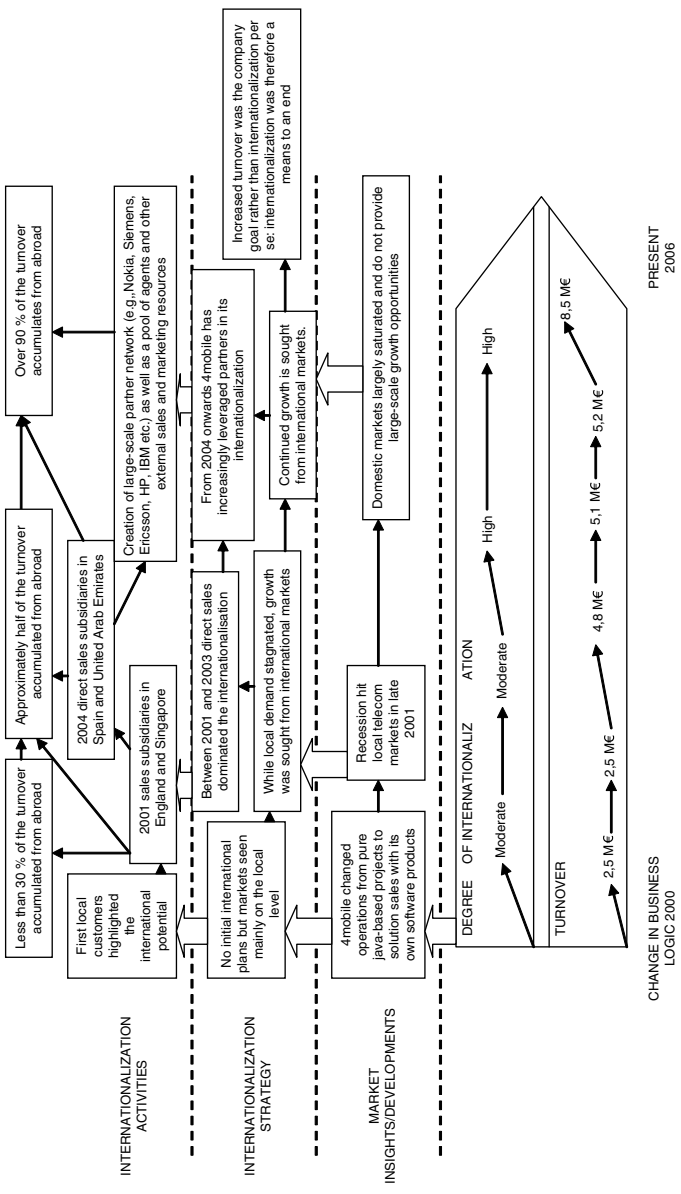 Less than 30 % of the turnover
accumulated from abroad
Approximately half of the turnover
accumulated from abroad
Over 90 % of the turnover
accumulates from abroad
INTERNATIONALIZATION
ACTIVITIES
First local
customers
highlighted
the
international
potential
2001 sales subsidiaries in
England and Singapore
2004 direct sales subsidiaries in
Spain and United Arab Emirates
Creation of large-scale partner network (e.g.,Nokia, Siemens,
Ericsson, HP, IBM etc.) as well as a pool of agents and other
external sales and marketing resources
INTERNATIONALIZATION
STRATEGY
No initial international
plans but markets seen
mainly on the local
level
Between 2001 and 2003 direct sales
dominated the internationalisation
While local demand stagnated, growth
was sought from international markets
From 2004 onwards 4mobile has
increasingly leveraged partners in its
internationalization
Continued growth is sought
from international markets.
Increased turnover was the company
goal rather than internationalization per
se: internationalization was therefore a
means to an end
MARKET
INSIGHTS/DEVELOPMENTS
4mobile changed
operations from pure
java-based projects to
solution sales with its
own software products
Recession hit
local telecom
markets in late
2001
Domestic markets largely saturated and do not provide
large-scale growth opportunities
DEGREE OF INTERNATIONALIZ ATION
Moderate
Moderate
High
High
TURNOVER
2,5 M€
2,5 M€
4,8 M€
5,1 M€
5,2 M€
8,5 M€
CHANGE IN BUSINESS
LOGIC 2000
PRESENT
2006